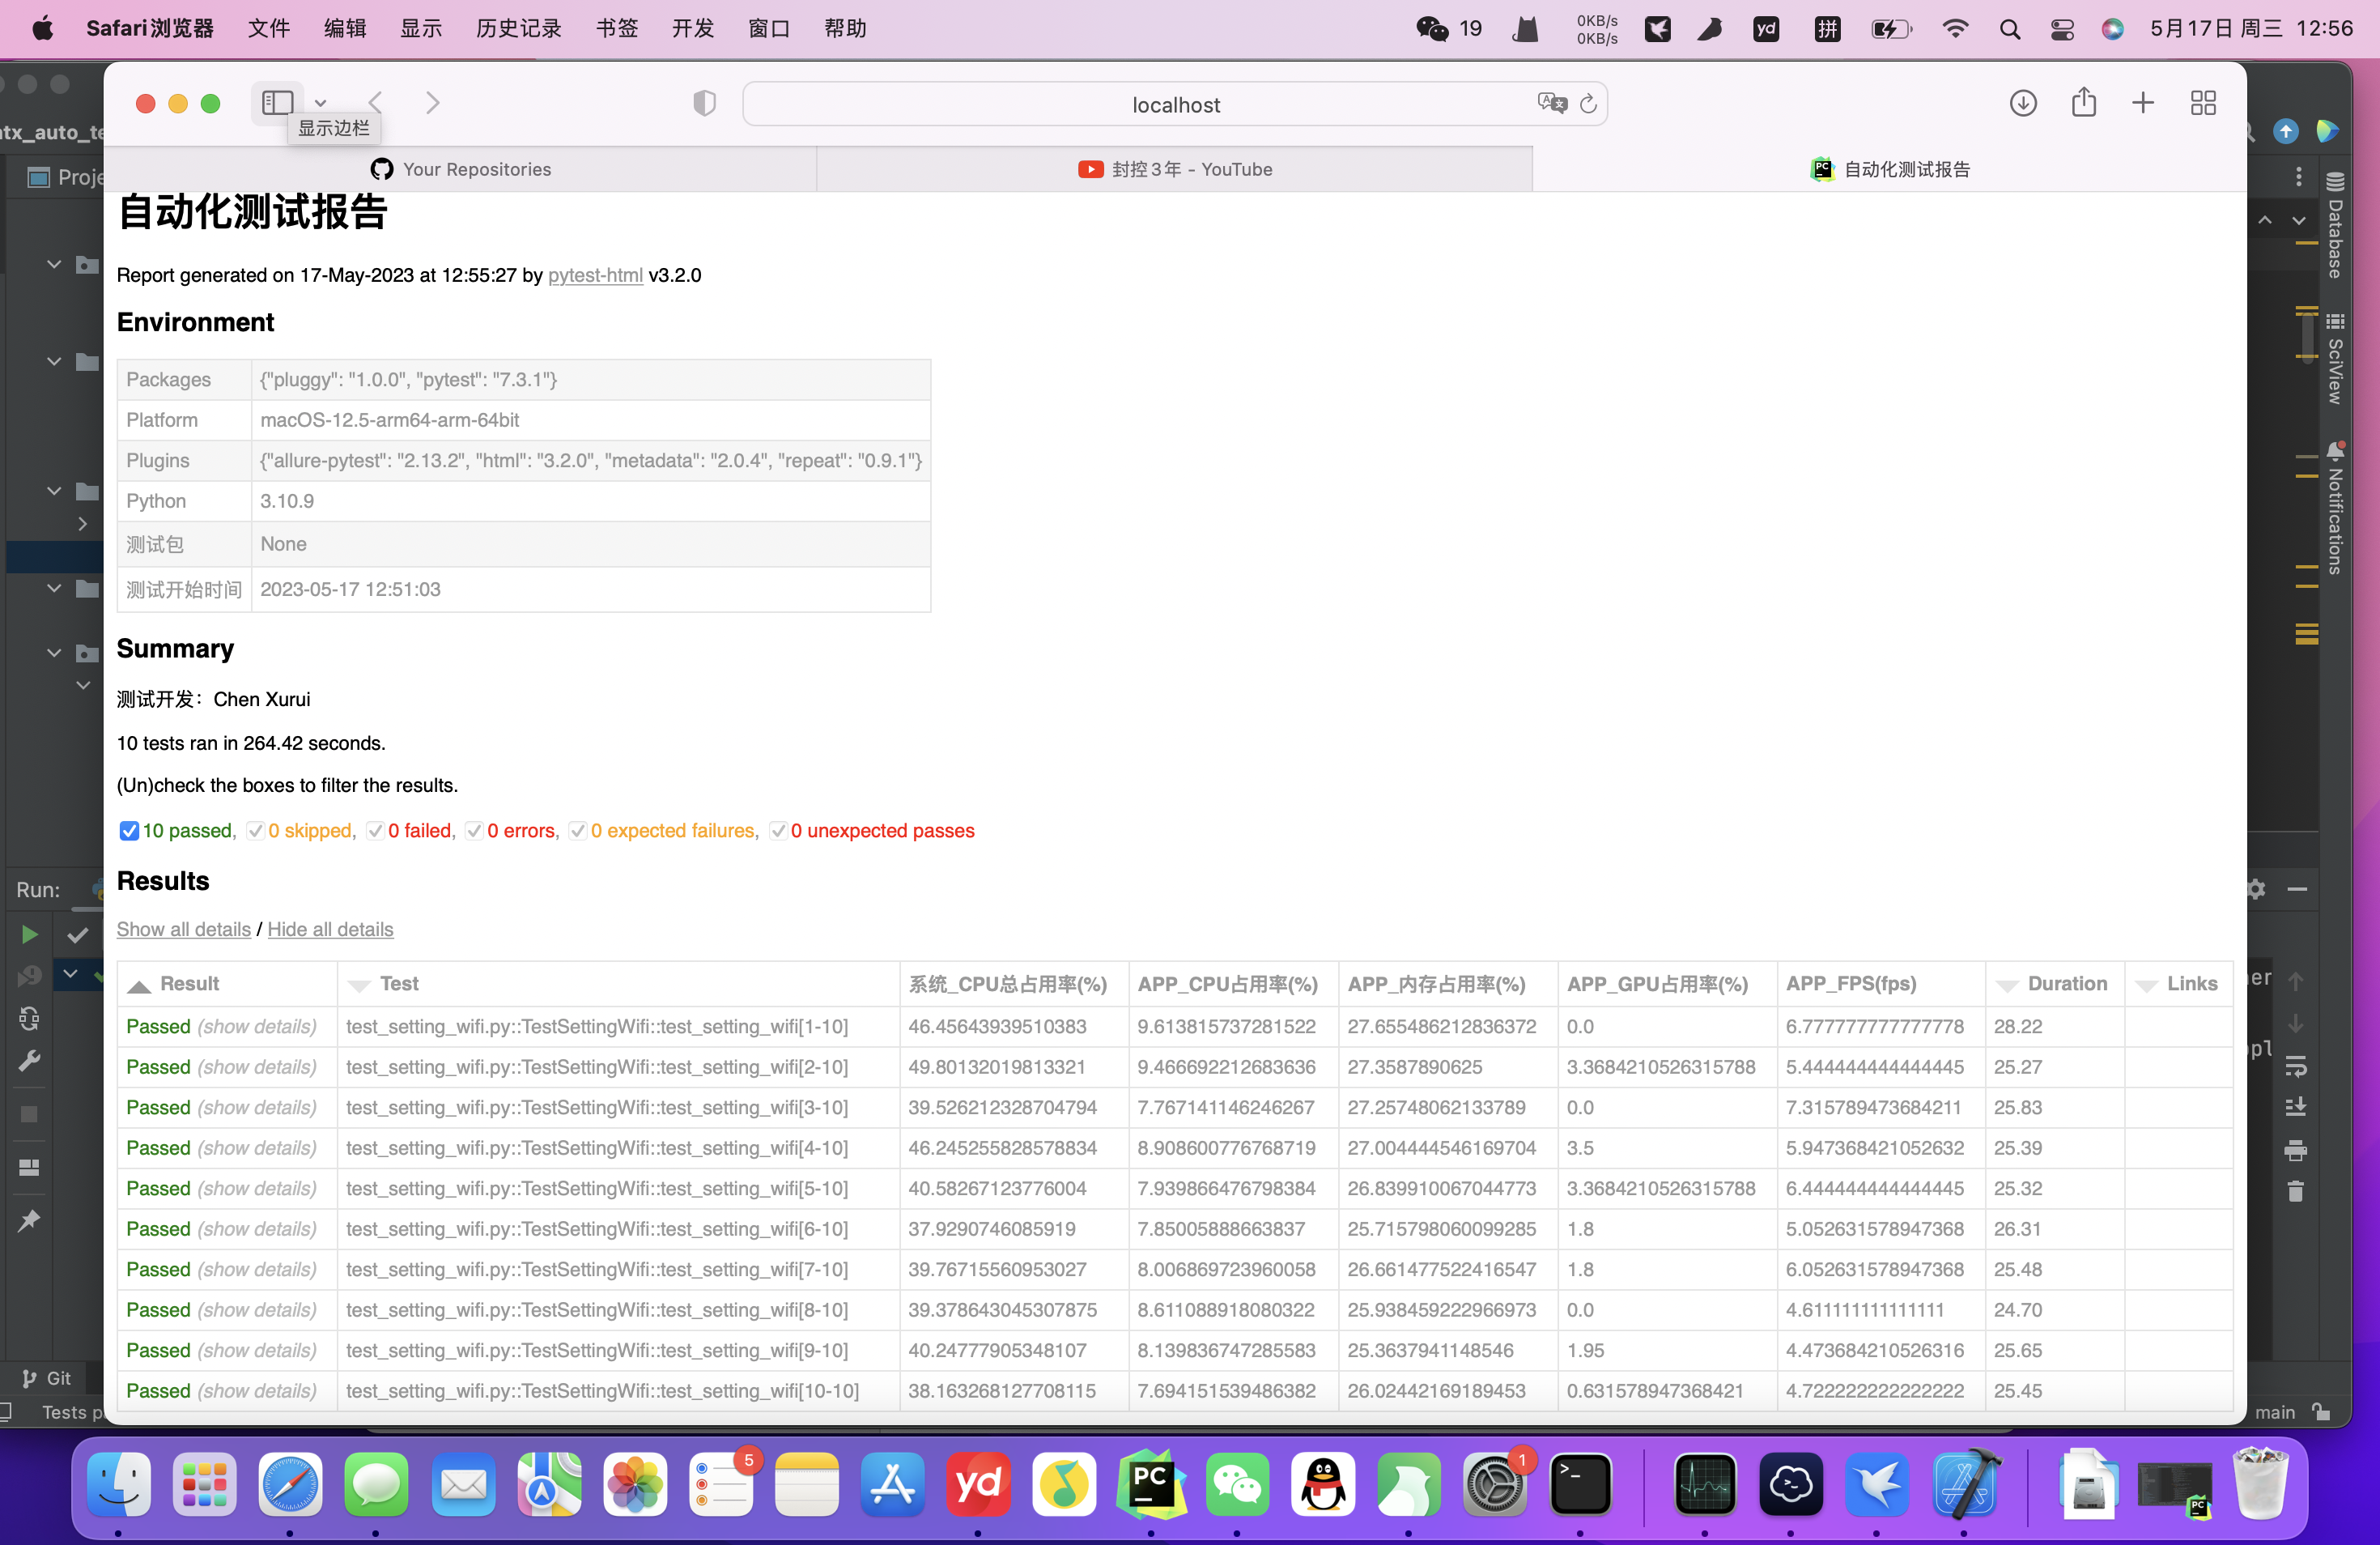 Safari浏览器 文件 编辑 显示 历史记录 书签 开发 窗口 帮助 19 0KB/s 0KB/s yd 拼 5月17日 周三 12:56
localhost
显示边栏
Your Repositories 封控3年 - YouTube 自动化测试报告
Proje
Database
SciView
Notifications
自动化测试报告
Report generated on 17-May-2023 at 12:55:27 by pytest-html v3.2.0
Environment
Packages {"pluggy": "1.0.0", "pytest": "7.3.1"}
Platform macOS-12.5-arm64-arm-64bit
Plugins {"allure-pytest": "2.13.2", "html": "3.2.0", "metadata": "2.0.4", "repeat": "0.9.1"}
Python 3.10.9
测试包 None
测试开始时间 2023-05-17 12:51:03
Summary
测试开发：Chen Xurui
10 tests ran in 264.42 seconds.
(Un)check the boxes to filter the results.
10 passed, 0 skipped, 0 failed, 0 errors, 0 expected failures, 0 unexpected passes
Run:
Results
Show all details / Hide all details
Result Test 系统_CPU总占用率(%) APP_CPU占用率(%) APP_内存占用率(%) APP_GPU占用率(%) APP_FPS(fps) Duration Links
Passed (show details) test_setting_wifi.py::TestSettingWifi::test_setting_wifi[1-10] 46.45643939510383 9.613815737281522 27.655486212836372 0.0 6.777777777777778 28.22
Passed (show details) test_setting_wifi.py::TestSettingWifi::test_setting_wifi[2-10] 49.80132019813321 9.466692212683636 27.3587890625 3.3684210526315788 5.444444444444445 25.27
Passed (show details) test_setting_wifi.py::TestSettingWifi::test_setting_wifi[3-10] 39.526212328704794 7.767141146246267 27.25748062133789 0.0 7.315789473684211 25.83
Passed (show details) test_setting_wifi.py::TestSettingWifi::test_setting_wifi[4-10] 46.245255828578834 8.908600776768719 27.004444546169704 3.5 5.947368421052632 25.39
Passed (show details) test_setting_wifi.py::TestSettingWifi::test_setting_wifi[5-10] 40.58267123776004 7.939866476798384 26.839910067044773 3.3684210526315788 6.444444444444445 25.32
Passed (show details) test_setting_wifi.py::TestSettingWifi::test_setting_wifi[6-10] 37.9290746085919 7.85005888663837 25.715798060099285 1.8 5.052631578947368 26.31
Passed (show details) test_setting_wifi.py::TestSettingWifi::test_setting_wifi[7-10] 39.76715560953027 8.006869723960058 26.661477522416547 1.8 6.052631578947368 25.48
Passed (show details) test_setting_wifi.py::TestSettingWifi::test_setting_wifi[8-10] 39.378643045307875 8.611088918080322 25.938459222966973 0.0 4.611111111111111 24.70
Passed (show details) test_setting_wifi.py::TestSettingWifi::test_setting_wifi[9-10] 40.24777905348107 8.139836747285583 25.3637941148546 1.95 4.473684210526316 25.65
Passed (show details) test_setting_wifi.py::TestSettingWifi::test_setting_wifi[10-10] 38.163268127708115 7.694151539486382 26.02442169189453 0.631578947368421 4.722222222222222 25.45
Git
Tests p main
5 yd PC 1 PC